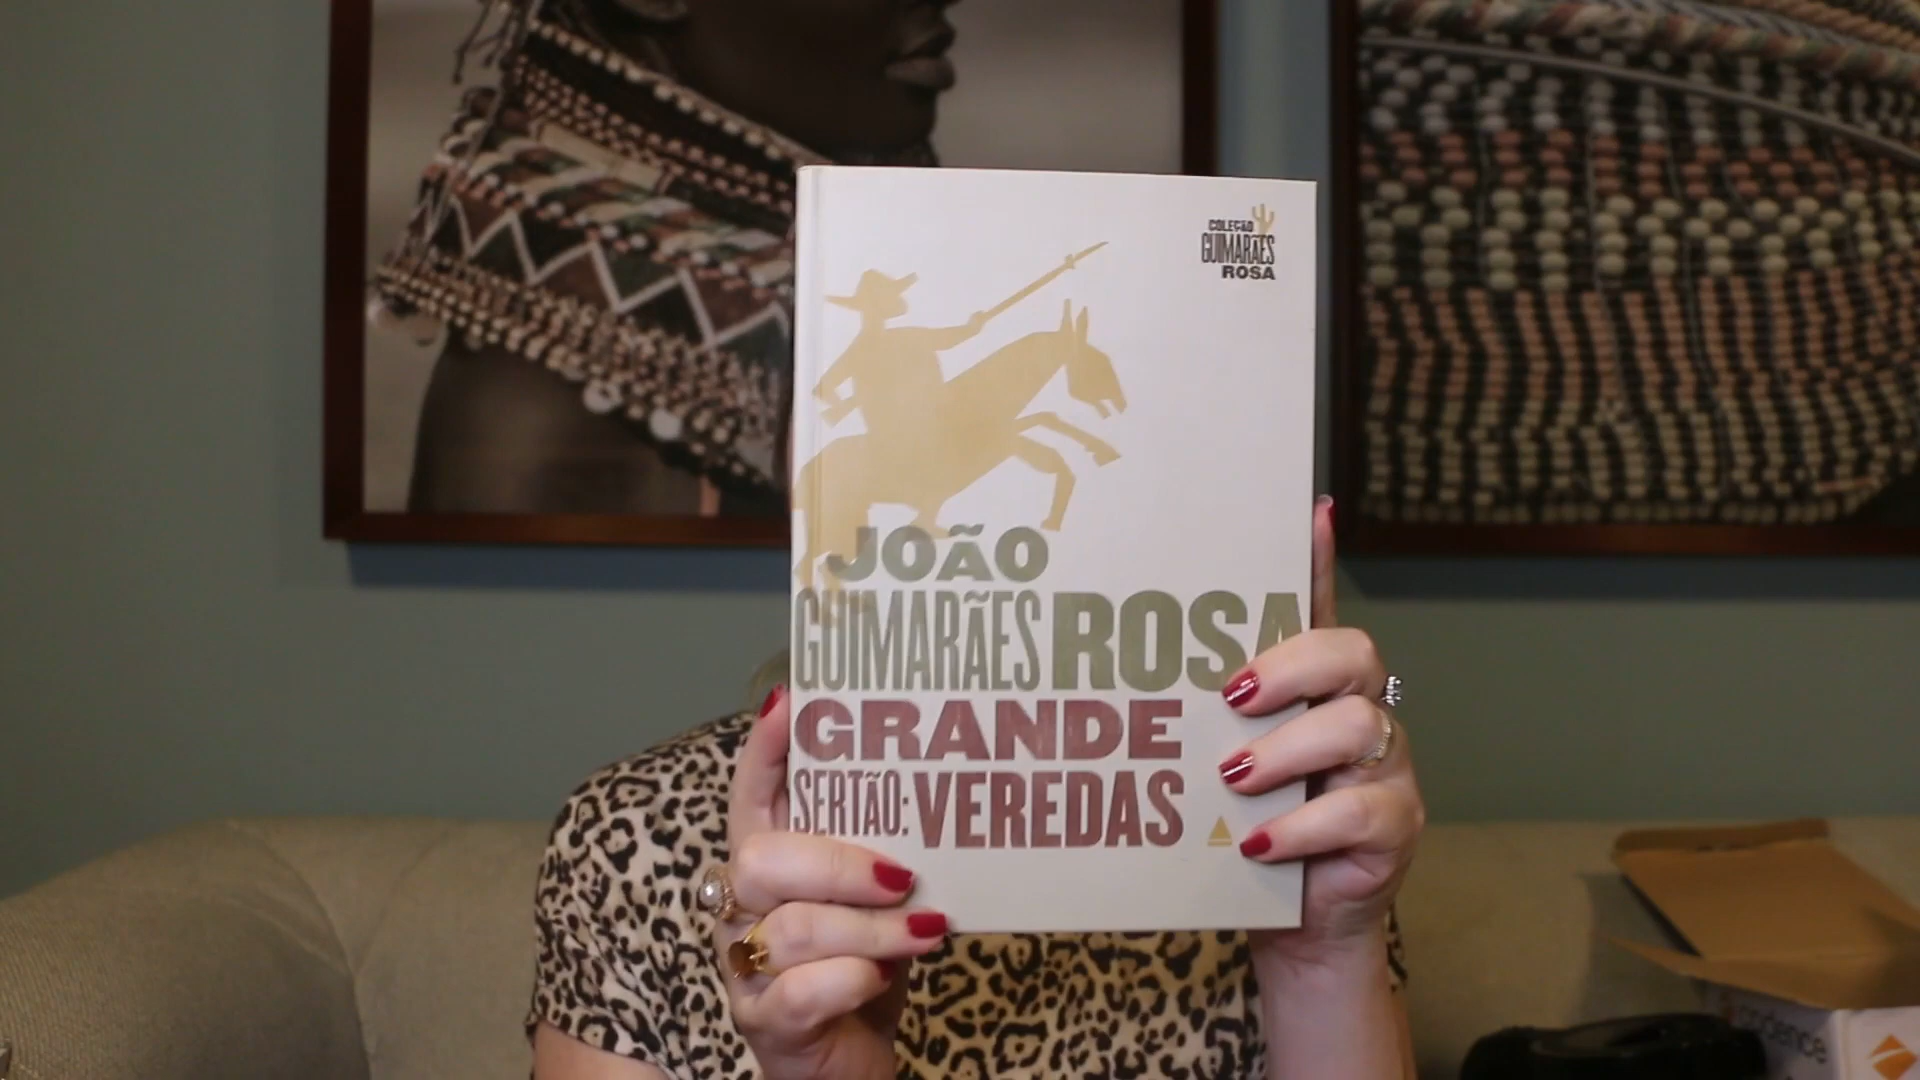 COLEÇÃO
GUIMARÃES
ROSA
JOÃO
GUIMARÃES ROSA
GRANDE
SERTÃO: VEREDAS